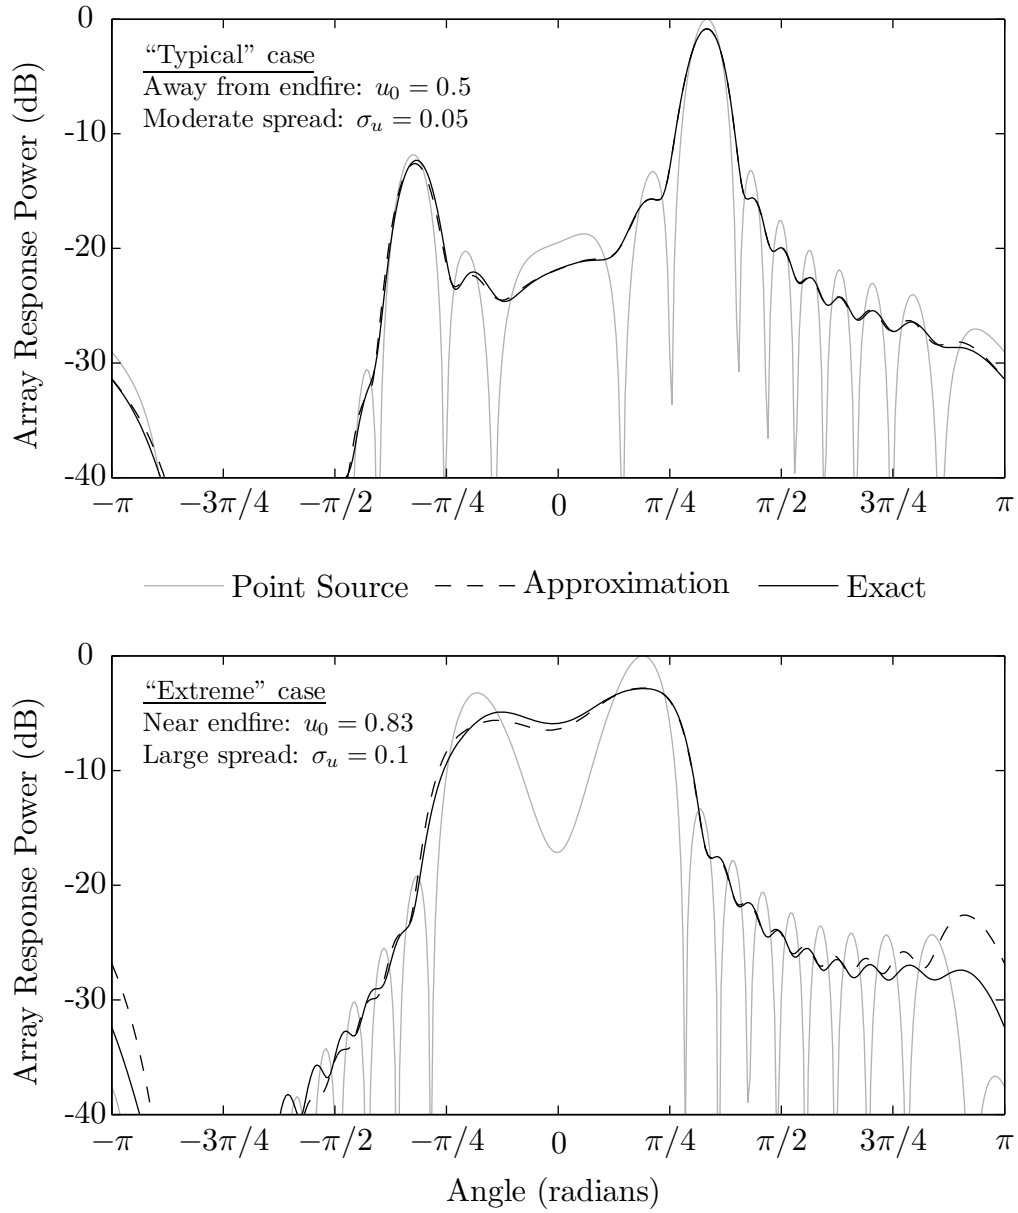 0
-10
-20
-30
-40
Array Response Power (dB)
“Typical” case
Away from endfire: u₀ = 0.5
Moderate spread: σᵤ = 0.05
−π −3π/4 −π/2 −π/4 0 π/4 π/2 3π/4 π
Point Source Approximation Exact
0
-10
-20
-30
-40
Array Response Power (dB)
“Extreme” case
Near endfire: u₀ = 0.83
Large spread: σᵤ = 0.1
−π −3π/4 −π/2 −π/4 0 π/4 π/2 3π/4 π
Angle (radians)